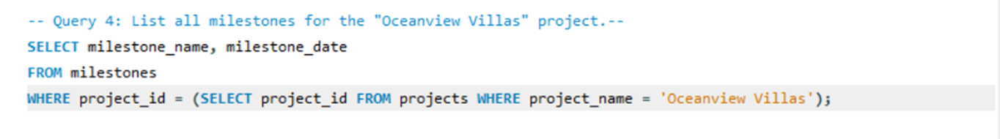 -- Query 4: List all milestones for the "Oceanview Villas" project.--
SELECT milestone_name, milestone_date
FROM milestones
WHERE project_id = (SELECT project_id FROM projects WHERE project_name = 'Oceanview Villas');